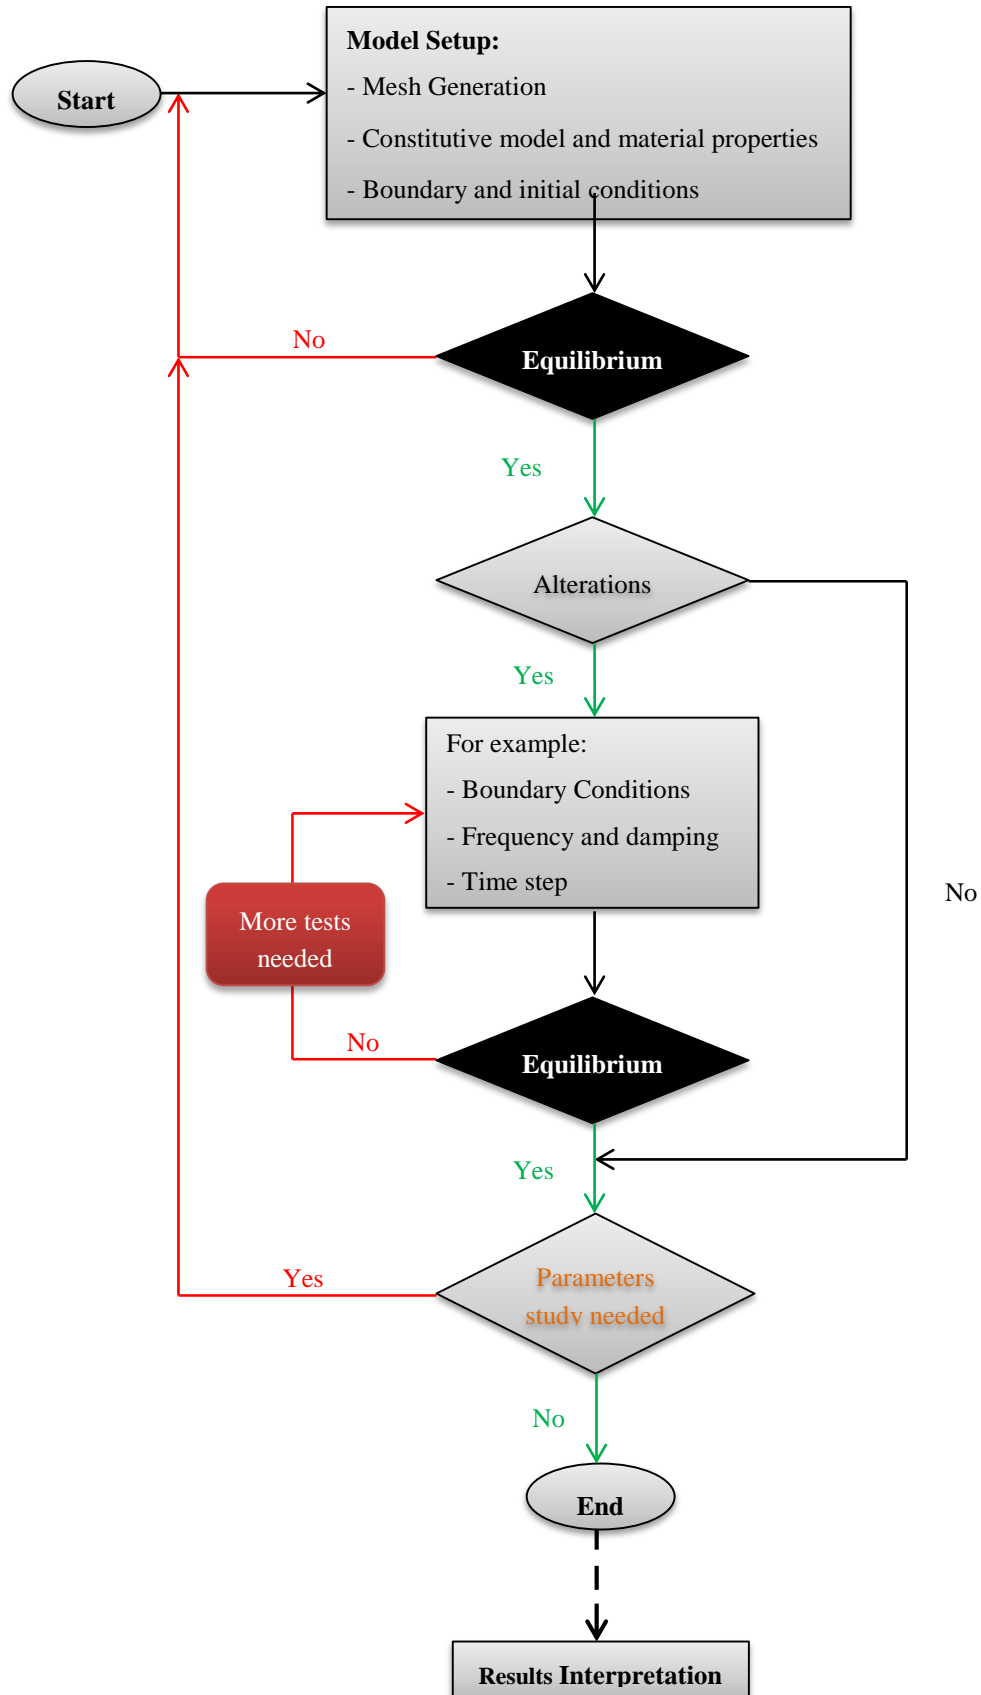 Start
Model Setup:
- Mesh Generation
- Constitutive model and material properties
- Boundary and initial conditions
No
Equilibrium
Yes
Alterations
Yes
For example:
- Boundary Conditions
- Frequency and damping
- Time step
No
More tests
needed
No
Equilibrium
Yes
Yes
Parameters
study needed
No
End
Results Interpretation